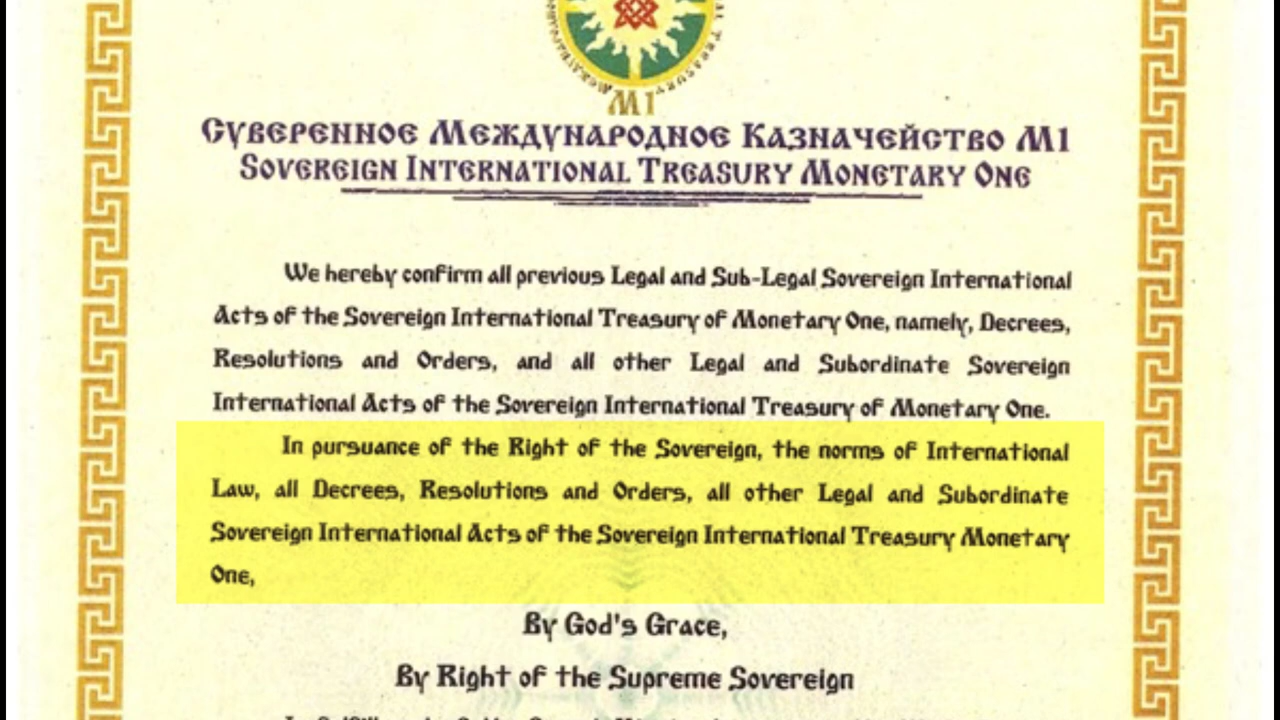 M1
Суверенное Международное Казначейство М1
Sovereign International Treasury Monetary One
We hereby confirm all previous Legal and Sub-Legal Sovereign International
Acts of the Sovereign International Treasury of Monetary One, namely, Decrees,
Resolutions and Orders, and all other Legal and Subordinate Sovereign
International Acts of the Sovereign International Treasury of Monetary One.
In pursuance of the Right of the Sovereign, the norms of International
Law, all Decrees, Resolutions and Orders, all other Legal and Subordinate
Sovereign International Acts of the Sovereign International Treasury Monetary
One,
By God's Grace,
By Right of the Supreme Sovereign